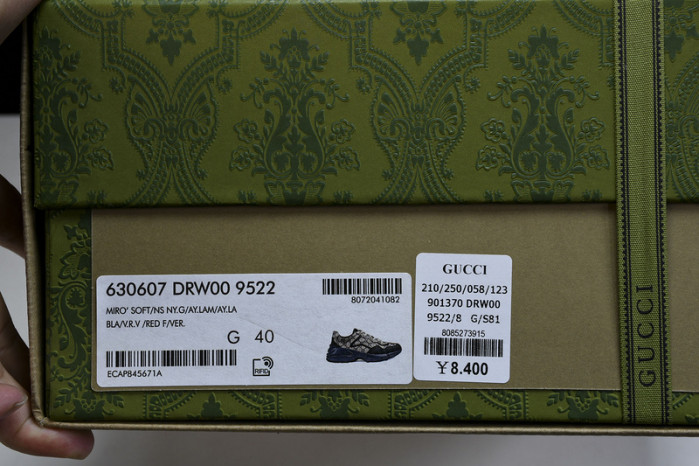 GUCCI
630607 DRW00 9522
8072041082
MIRO' SOFT/NS NY.G/AY.LAM/AY.LA
BLA/V.R.V /RED F/VER.
G 40
RFID
ECAP845671A
GUCCI
210/250/058/123
901370 DRW00
9522/8 G/S81
8085273915
¥8.400
GUCCI